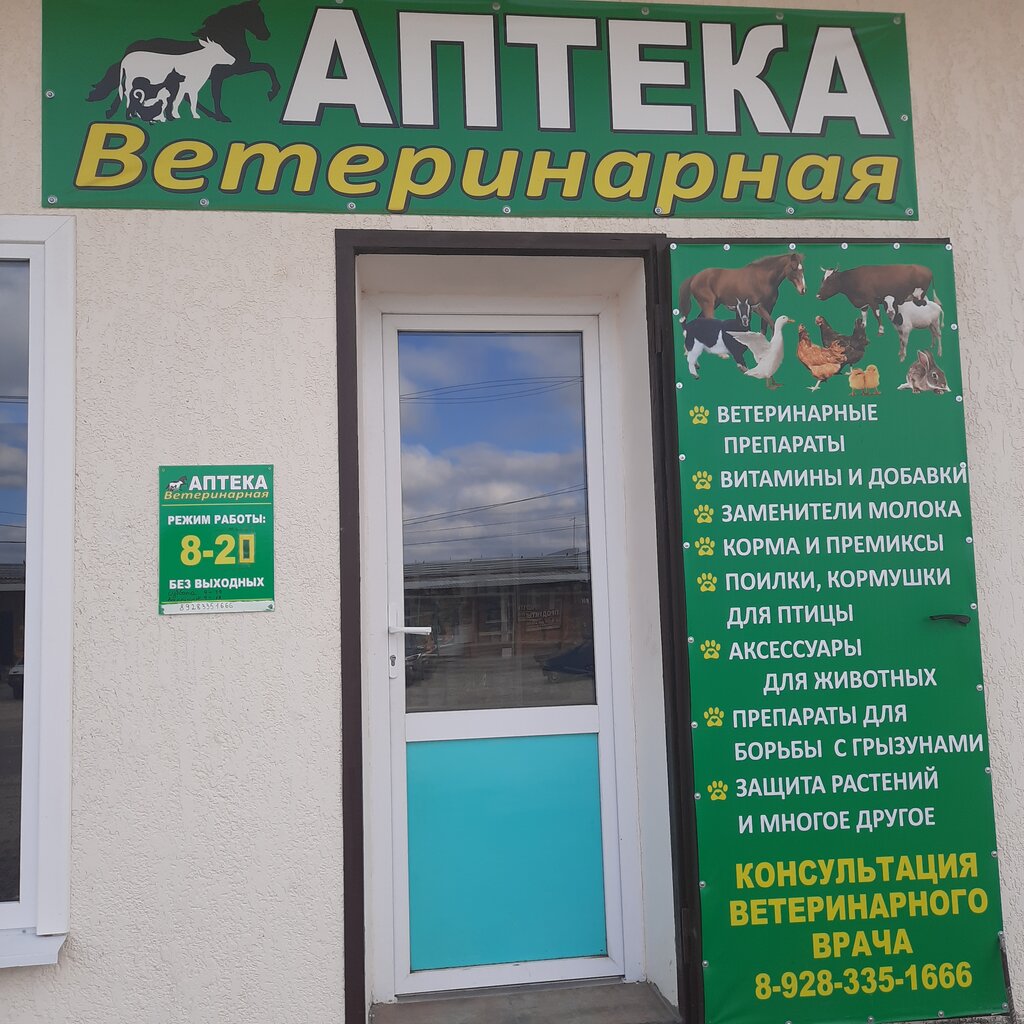 АПТЕКА
Ветеринарная
АПТЕКА
Ветеринарная
РЕЖИМ РАБОТЫ:
8-2
БЕЗ ВЫХОДНЫХ
89283351666
ВЕТЕРИНАРНЫЕ
ПРЕПАРАТЫ
ВИТАМИНЫ И ДОБАВКИ
ЗАМЕНИТЕЛИ МОЛОКА
КОРМА И ПРЕМИКСЫ
ПОИЛКИ, КОРМУШКИ
ДЛЯ ПТИЦЫ
АКСЕССУАРЫ
ДЛЯ ЖИВОТНЫХ
ПРЕПАРАТЫ ДЛЯ
БОРЬБЫ С ГРЫЗУНАМИ
ЗАЩИТА РАСТЕНИЙ
И МНОГОЕ ДРУГОЕ
КОНСУЛЬТАЦИЯ
ВЕТЕРИНАРНОГО
ВРАЧА
8-928-335-1666